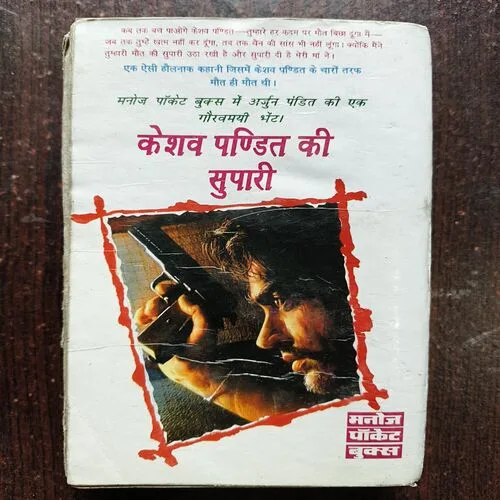 कब तक बच पाओगे केशव पण्डित—तुम्हारे हर कदम पर मौत बिछा दूंगा मैं—
जब तक तुम्हें खत्म नहीं कर दूंगा, तब तक चैन की सांस भी नहीं लूंगा। क्योंकि मैंने
तुम्हारी मौत की सुपारी उठा रखी है और सुपारी दी है मेरी मां ने।
एक ऐसी हौलनाक कहानी जिसमें केशव पण्डित के चारों तरफ
मौत ही मौत थी।
मनोज पॉकेट बुक्स में अर्जुन पंडित की एक
गौरवमयी भेंट।
केशव पण्डित की
सुपारी
मनोज
पॉकेट
बुक्स